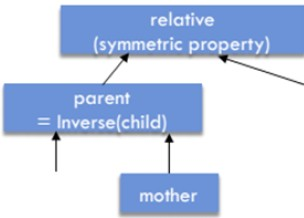 relative
(symmetric property)
parent
= Inverse(child)
mother